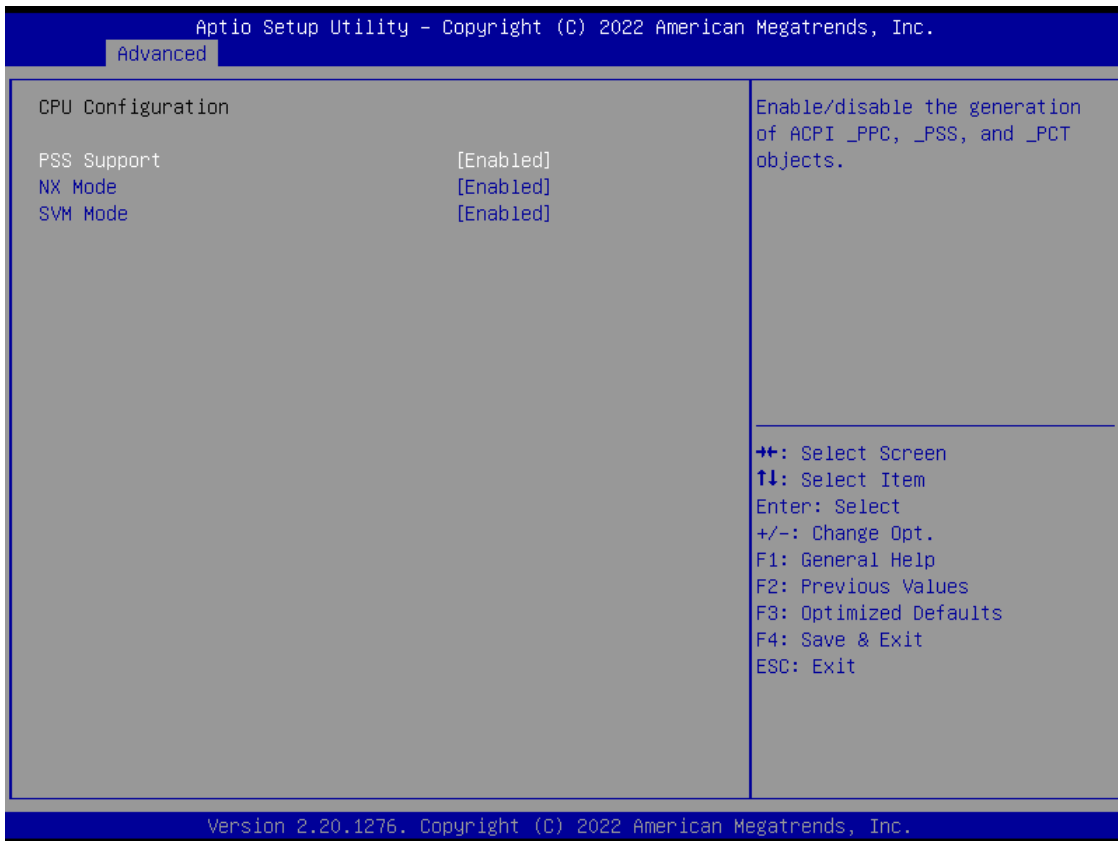 Aptio Setup Utility – Copyright (C) 2022 American Megatrends, Inc.
Advanced
CPU Configuration
PSS Support [Enabled]
NX Mode [Enabled]
SVM Mode [Enabled]
Enable/disable the generation
of ACPI _PPC, _PSS, and _PCT
objects.
→←: Select Screen
↑↓: Select Item
Enter: Select
+/-: Change Opt.
F1: General Help
F2: Previous Values
F3: Optimized Defaults
F4: Save & Exit
ESC: Exit
Version 2.20.1276. Copyright (C) 2022 American Megatrends, Inc.